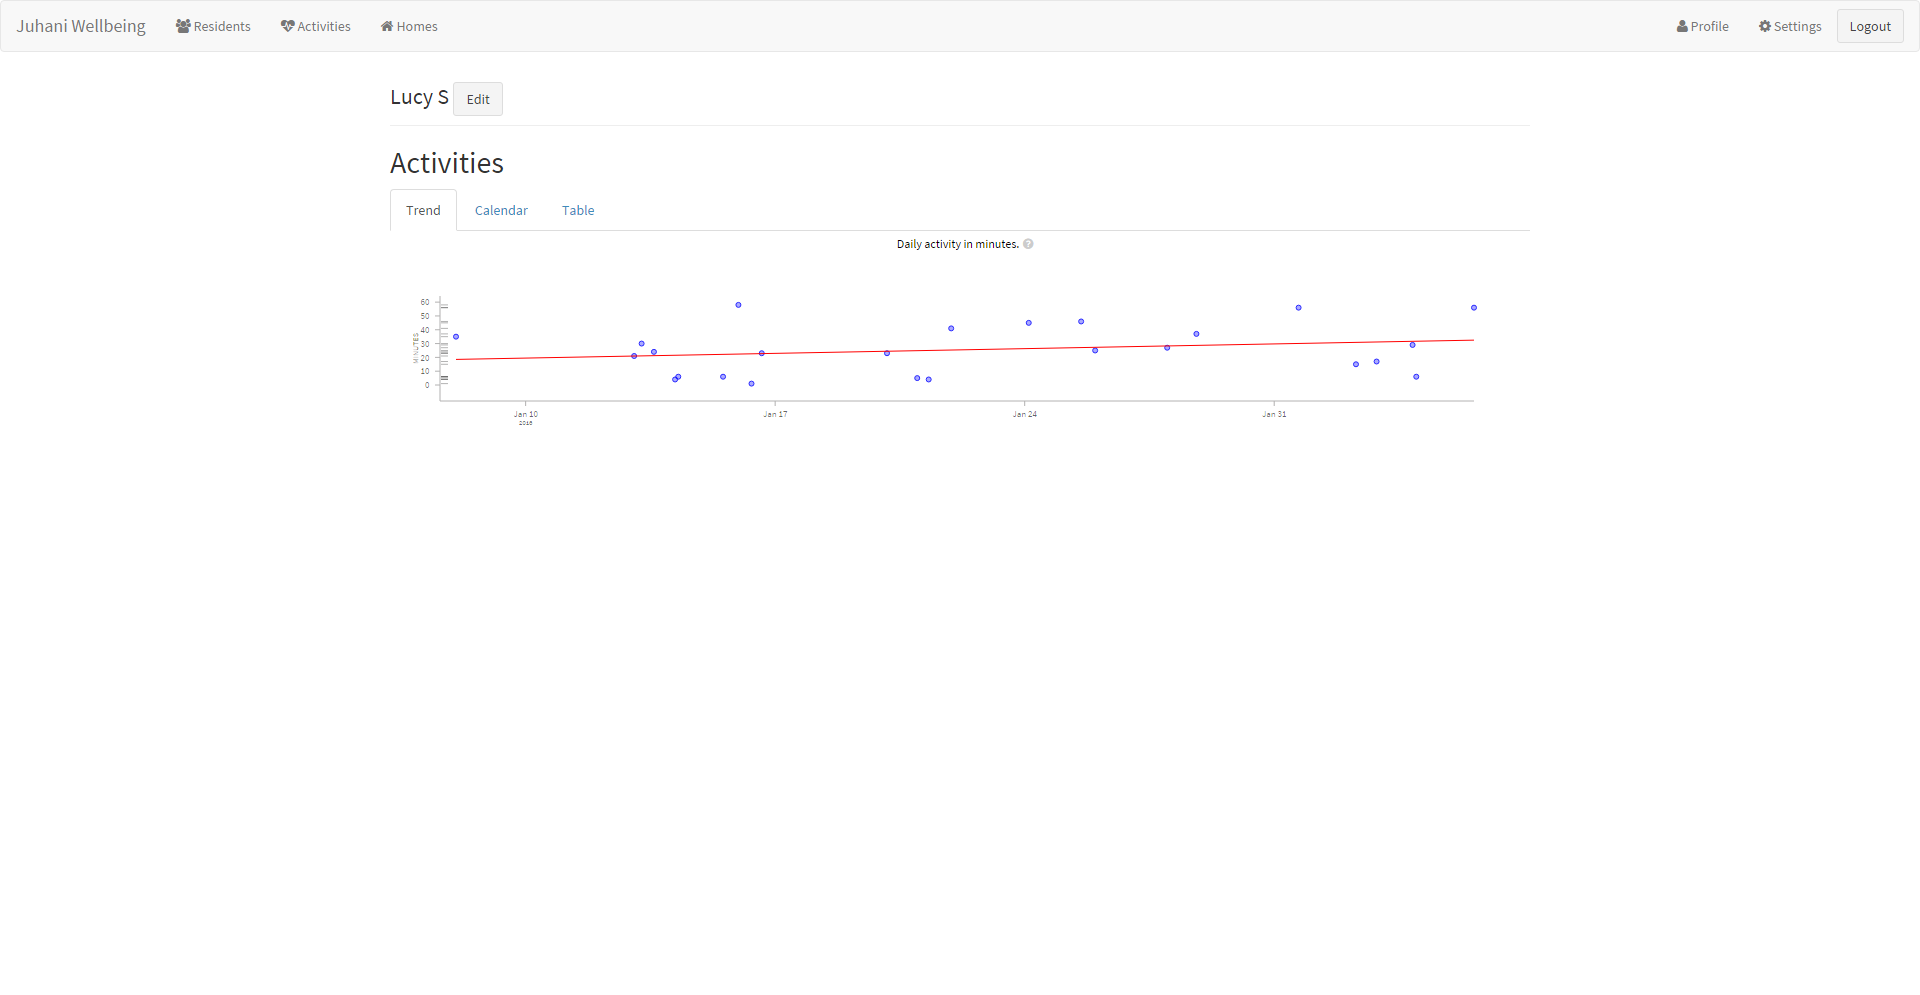 Juhani Wellbeing Residents Activities Homes Profile Settings Logout
Lucy S Edit
Activities
Trend Calendar Table
Daily activity in minutes. ?
MINUTES
60
50
40
30
20
10
0
Jan 10 Jan 17 Jan 24 Jan 31
2018